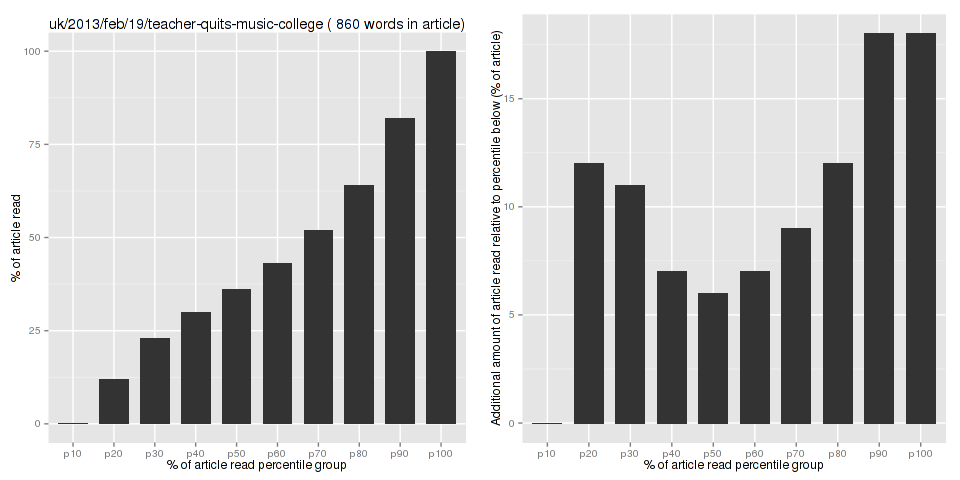 uk/2013/feb/19/teacher-quits-music-college ( 860 words in article)
% of article read
100
75
50
25
0
p10 p20 p30 p40 p50 p60 p70 p80 p90 p100
% of article read percentile group
Additional amount of article read relative to percentile below (% of article)
15
10
5
0
p10 p20 p30 p40 p50 p60 p70 p80 p90 p100
% of article read percentile group